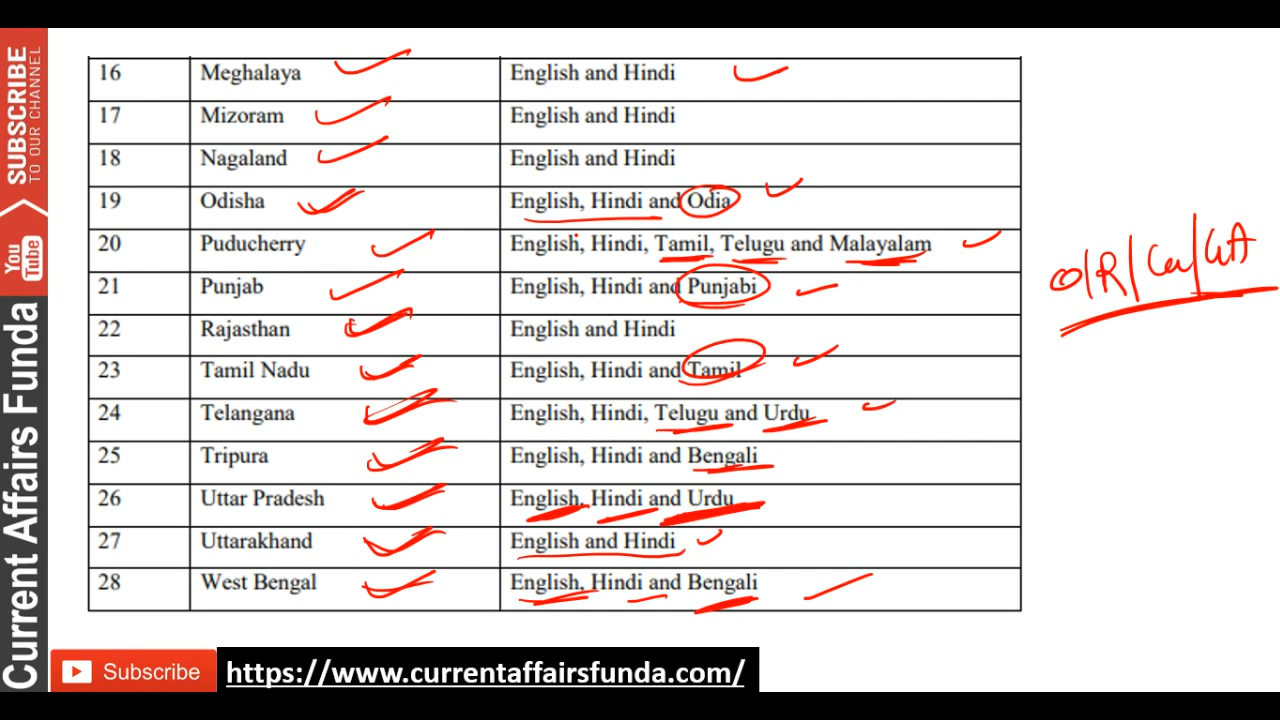 SUBSCRIBE
TO OUR CHANNEL
You Tube
Current Affairs Funda
16 Meghalaya English and Hindi
17 Mizoram English and Hindi
18 Nagaland English and Hindi
19 Odisha English, Hindi and Odia
20 Puducherry English, Hindi, Tamil, Telugu and Malayalam
21 Punjab English, Hindi and Punjabi
22 Rajasthan English and Hindi
23 Tamil Nadu English, Hindi and Tamil
24 Telangana English, Hindi, Telugu and Urdu
25 Tripura English, Hindi and Bengali
26 Uttar Pradesh English, Hindi and Urdu
27 Uttarakhand English and Hindi
28 West Bengal English, Hindi and Bengali
Subscribe https://www.currentaffairsfunda.com/